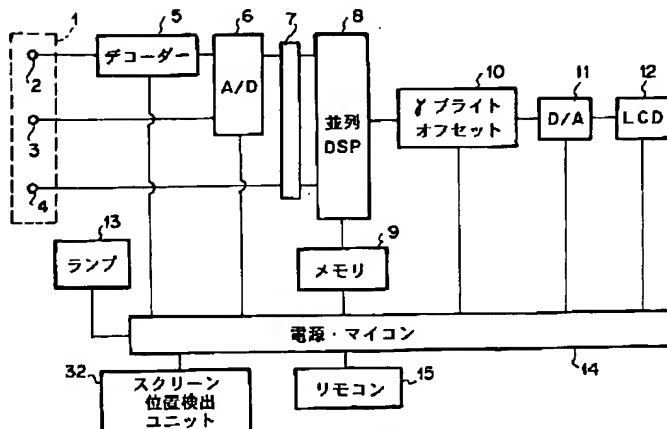 1
5
6
7
8
デコーダー
A/D
2
3
4
並列
DSP
10
γブライト
オフセット
11
D/A
12
LCD
13
ランプ
9
メモリ
電源・マイコン
14
32
スクリーン
位置検出
ユニット
リモコン
15